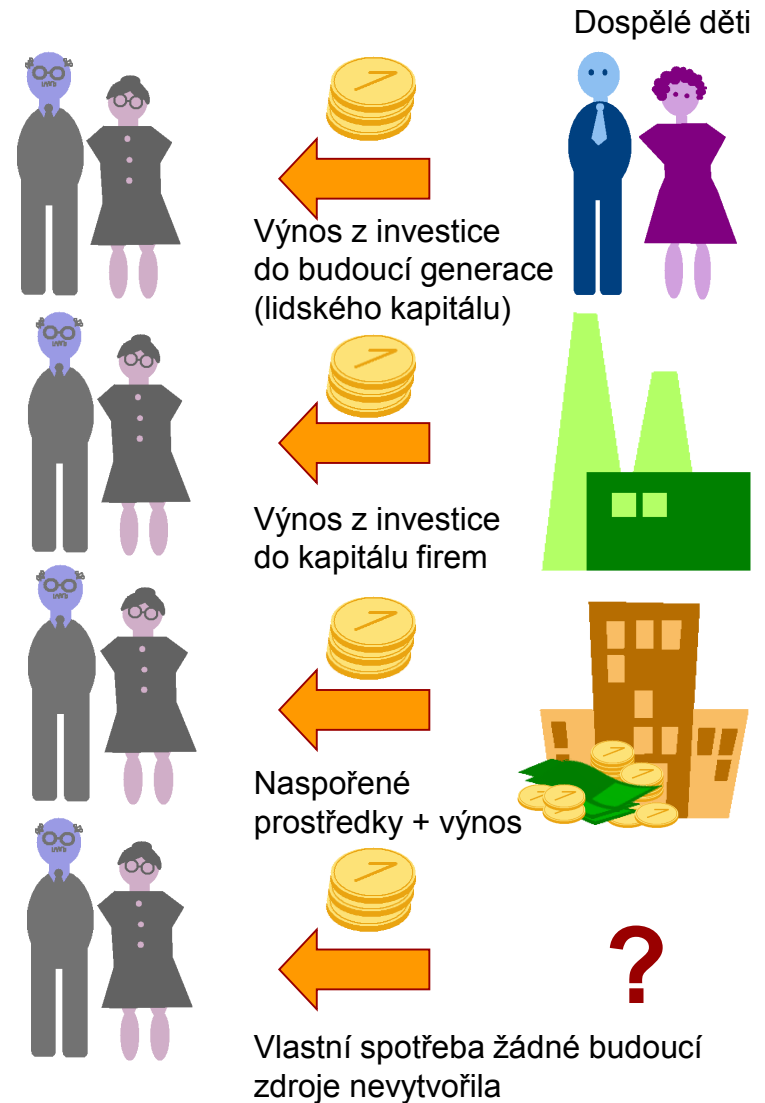 Dospělé děti
Výnos z investice
do budoucí generace
(lidského kapitálu)
Výnos z investice
do kapitálu firem
Naspořené
prostředky + výnos
?
Vlastní spotřeba žádné budoucí
zdroje nevytvořila